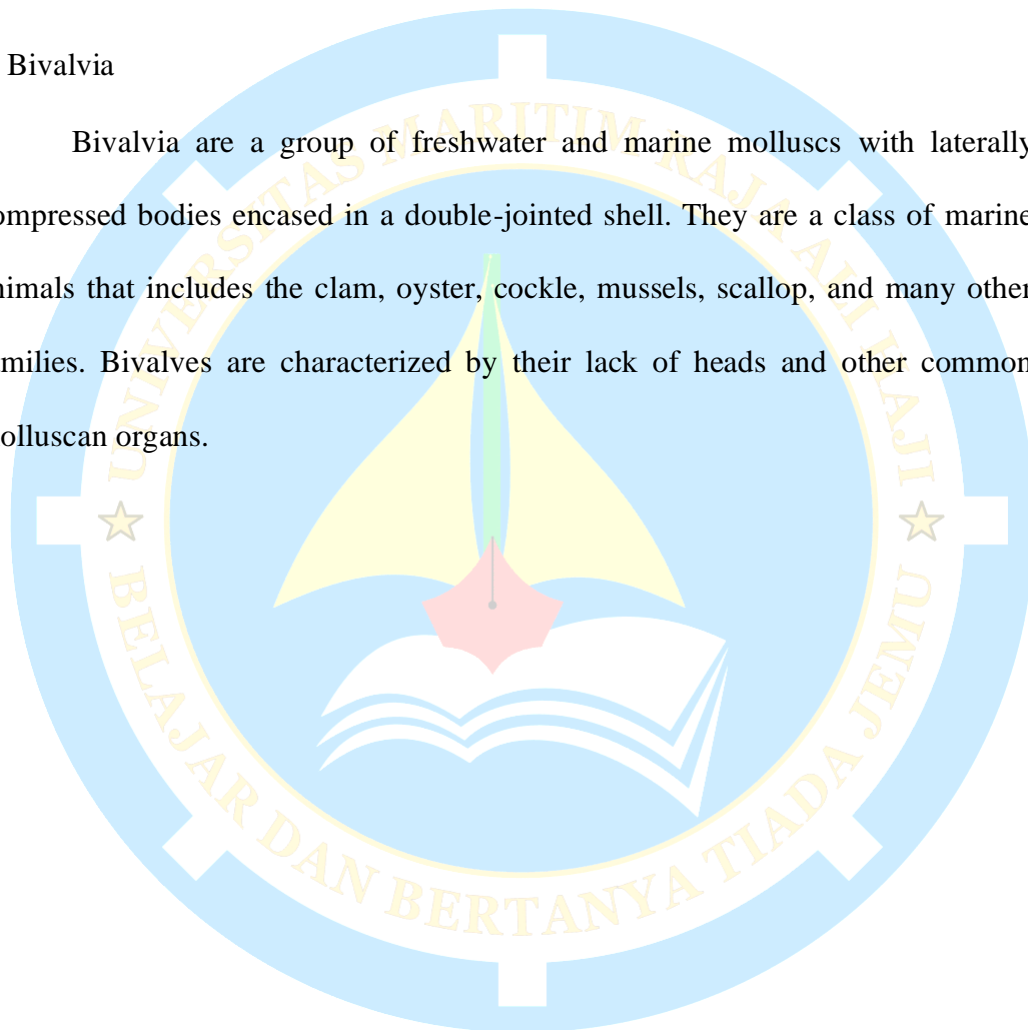 Bivalvia
Bivalvia are a group of freshwater and marine molluscs with laterally
ompressed bodies encased in a double-jointed shell. They are a class of marine
nimals that includes the clam, oyster, cockle, mussels, scallop, and many other
amilies. Bivalves are characterized by their lack of heads and other common
olluscan organs.
UNIVERSITAS MARITIM RAJA ALI HAJI
BELAJAR DAN BERTANYA TIADA JEMU